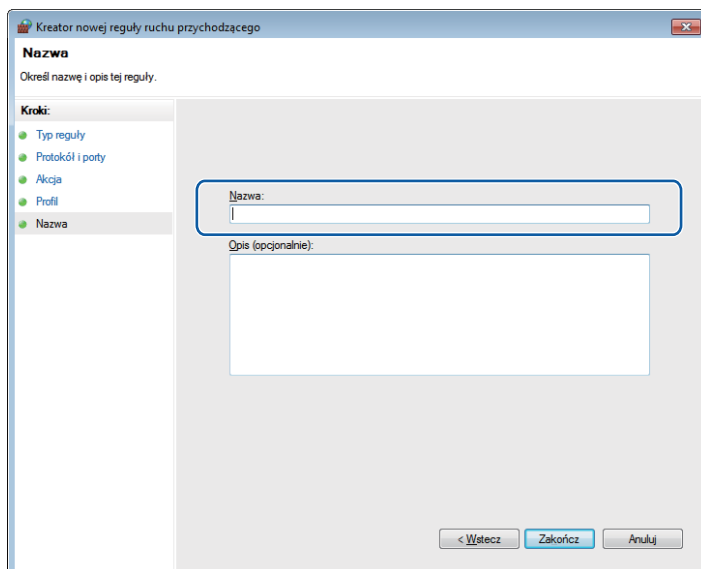 Kreator nowej reguły ruchu przychodzącego
Nazwa
Określ nazwę i opis tej reguły.
Kroki:
Typ reguły
Protokół i porty
Akcja
Profil
Nazwa
Nazwa:
Opis (opcjonalnie):
< Wstecz
Zakończ
Anuluj